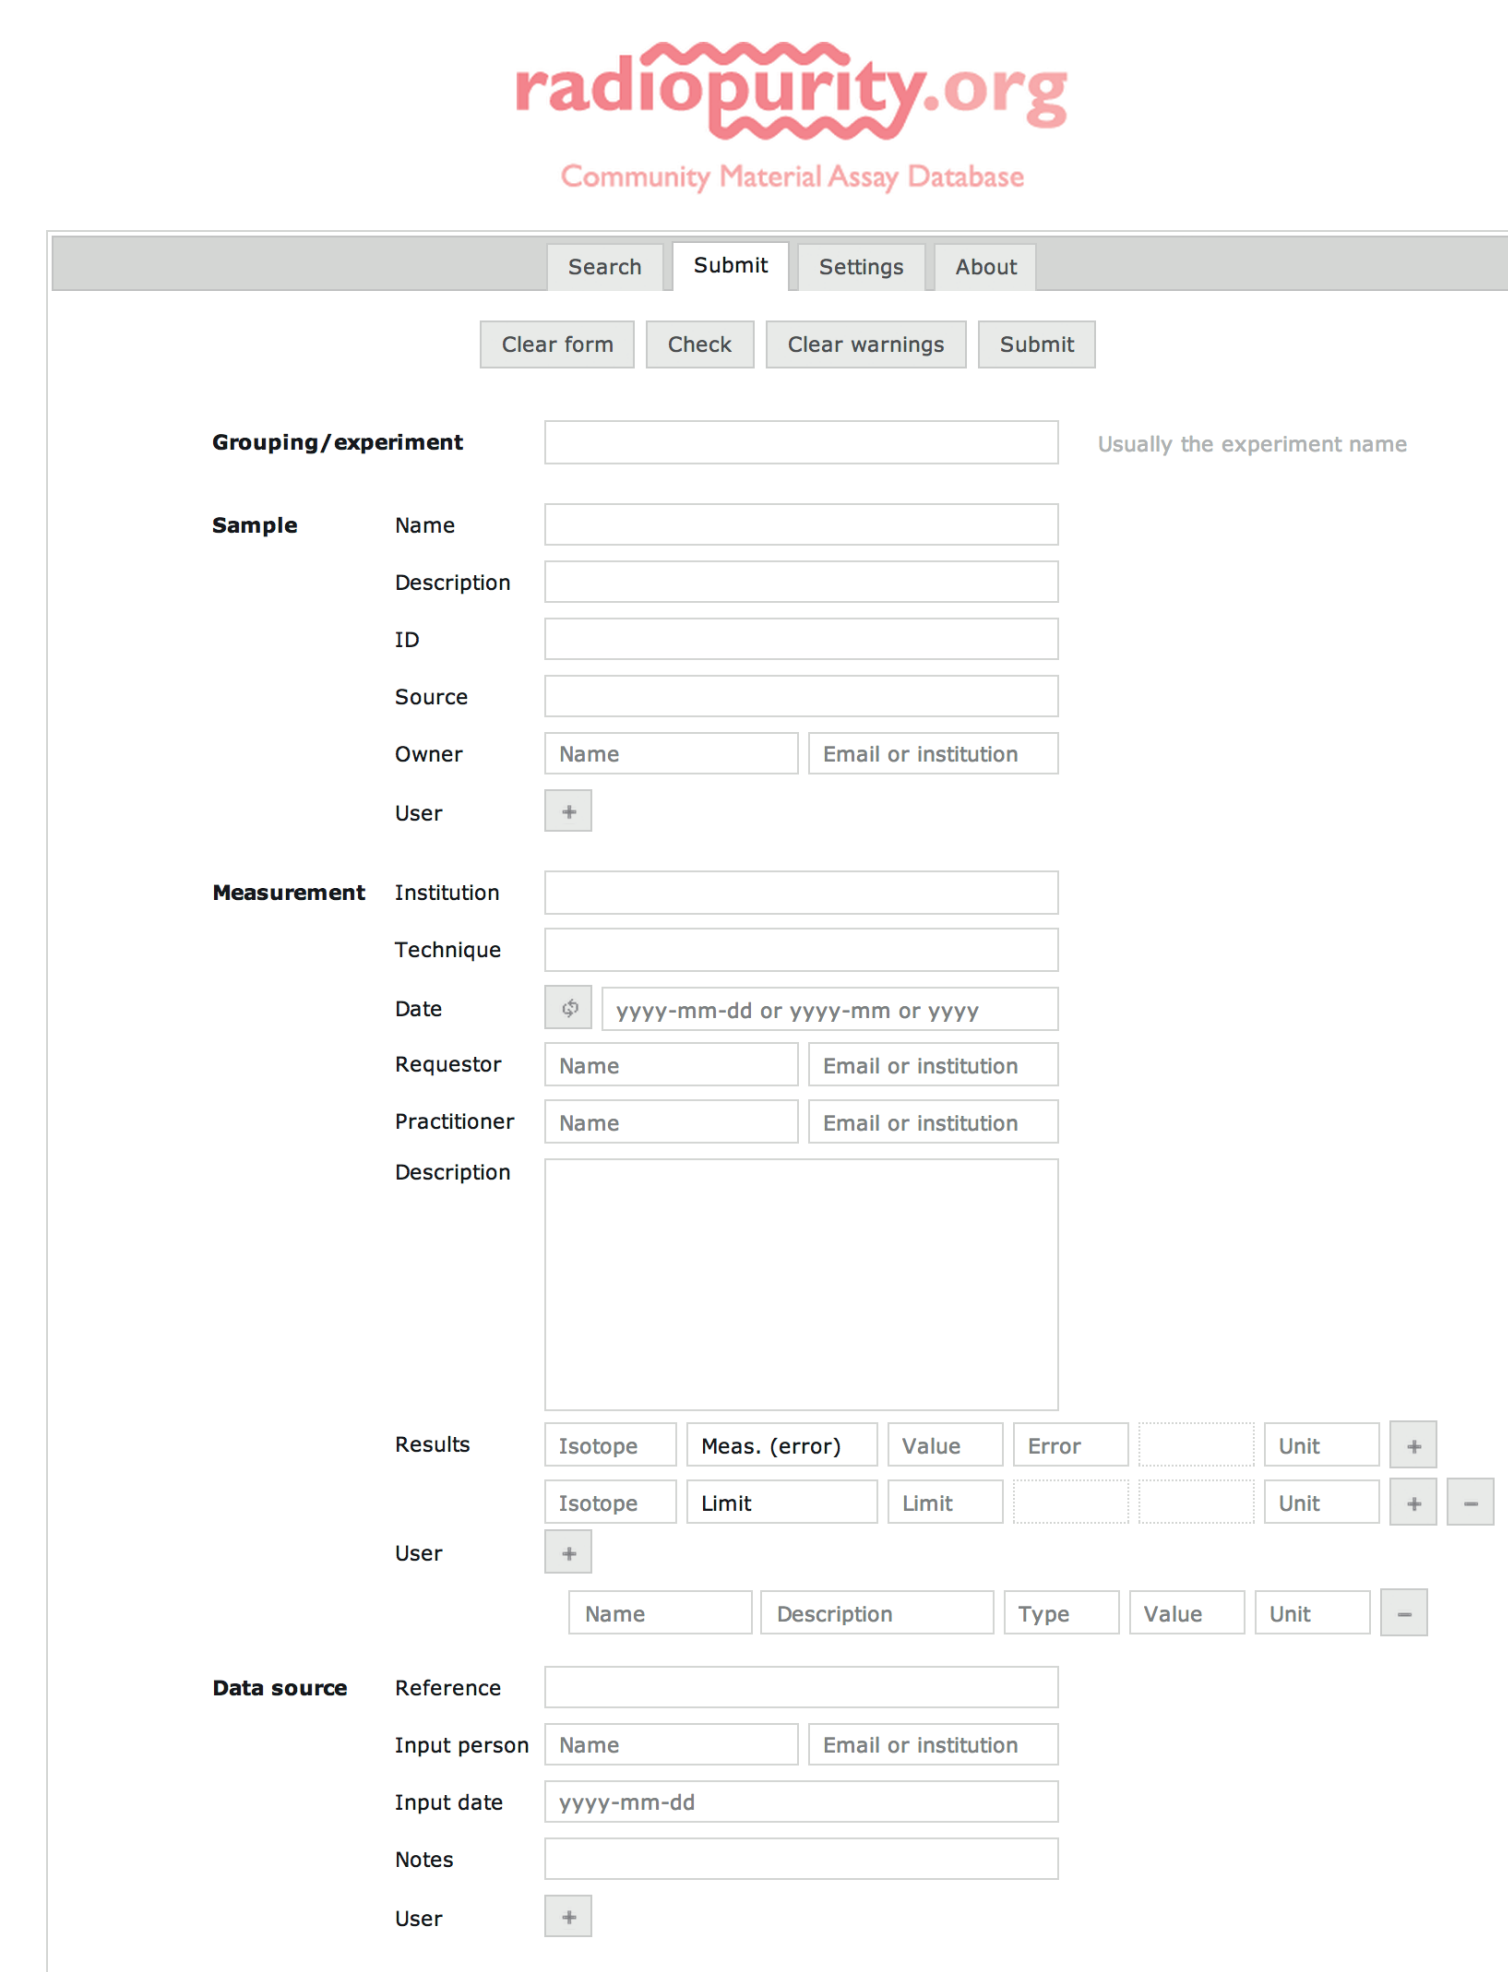 radiopurity.org
Community Material Assay Database
Search Submit Settings About
Clear form Check Clear warnings Submit
Grouping/experiment Usually the experiment name
Sample Name
Description
ID
Source
Owner Name Email or institution
User +
Measurement Institution
Technique
Date yyyy-mm-dd or yyyy-mm or yyyy
Requestor Name Email or institution
Practitioner Name Email or institution
Description
Results Isotope Meas. (error) Value Error Unit +
Isotope Limit Limit Unit + −
User +
Name Description Type Value Unit −
Data source Reference
Input person Name Email or institution
Input date yyyy-mm-dd
Notes
User +